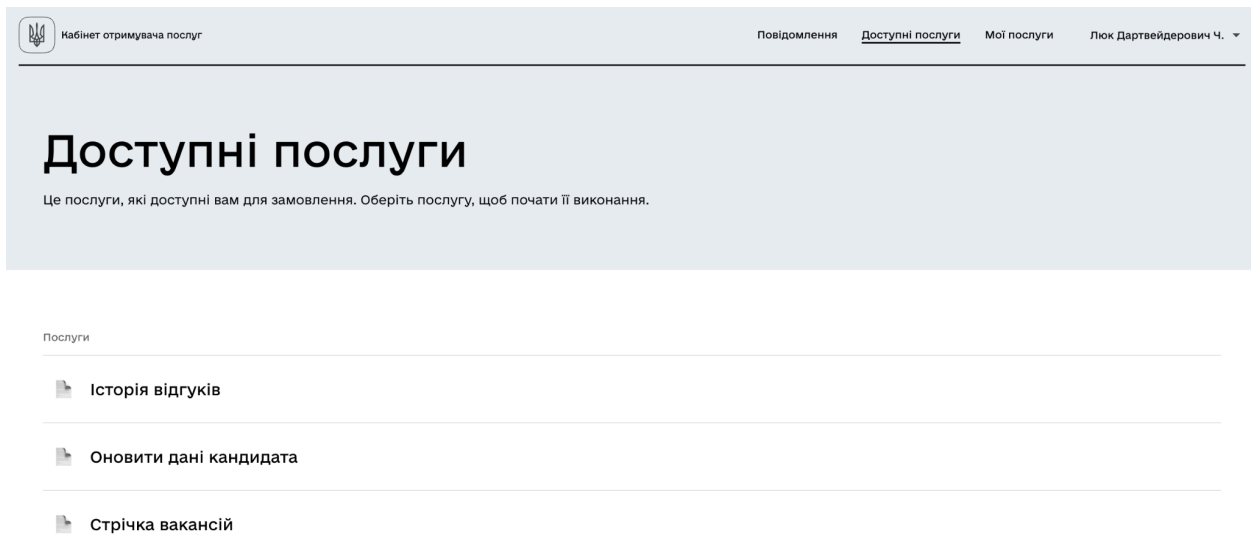 Кабінет отримувача послуг
Повідомлення Доступні послуги Мої послуги Люк Дартвейдерович Ч.
Доступні послуги
Це послуги, які доступні вам для замовлення. Оберіть послугу, щоб почати її виконання.
Послуги
Історія відгуків
Оновити дані кандидата
Стрічка вакансій